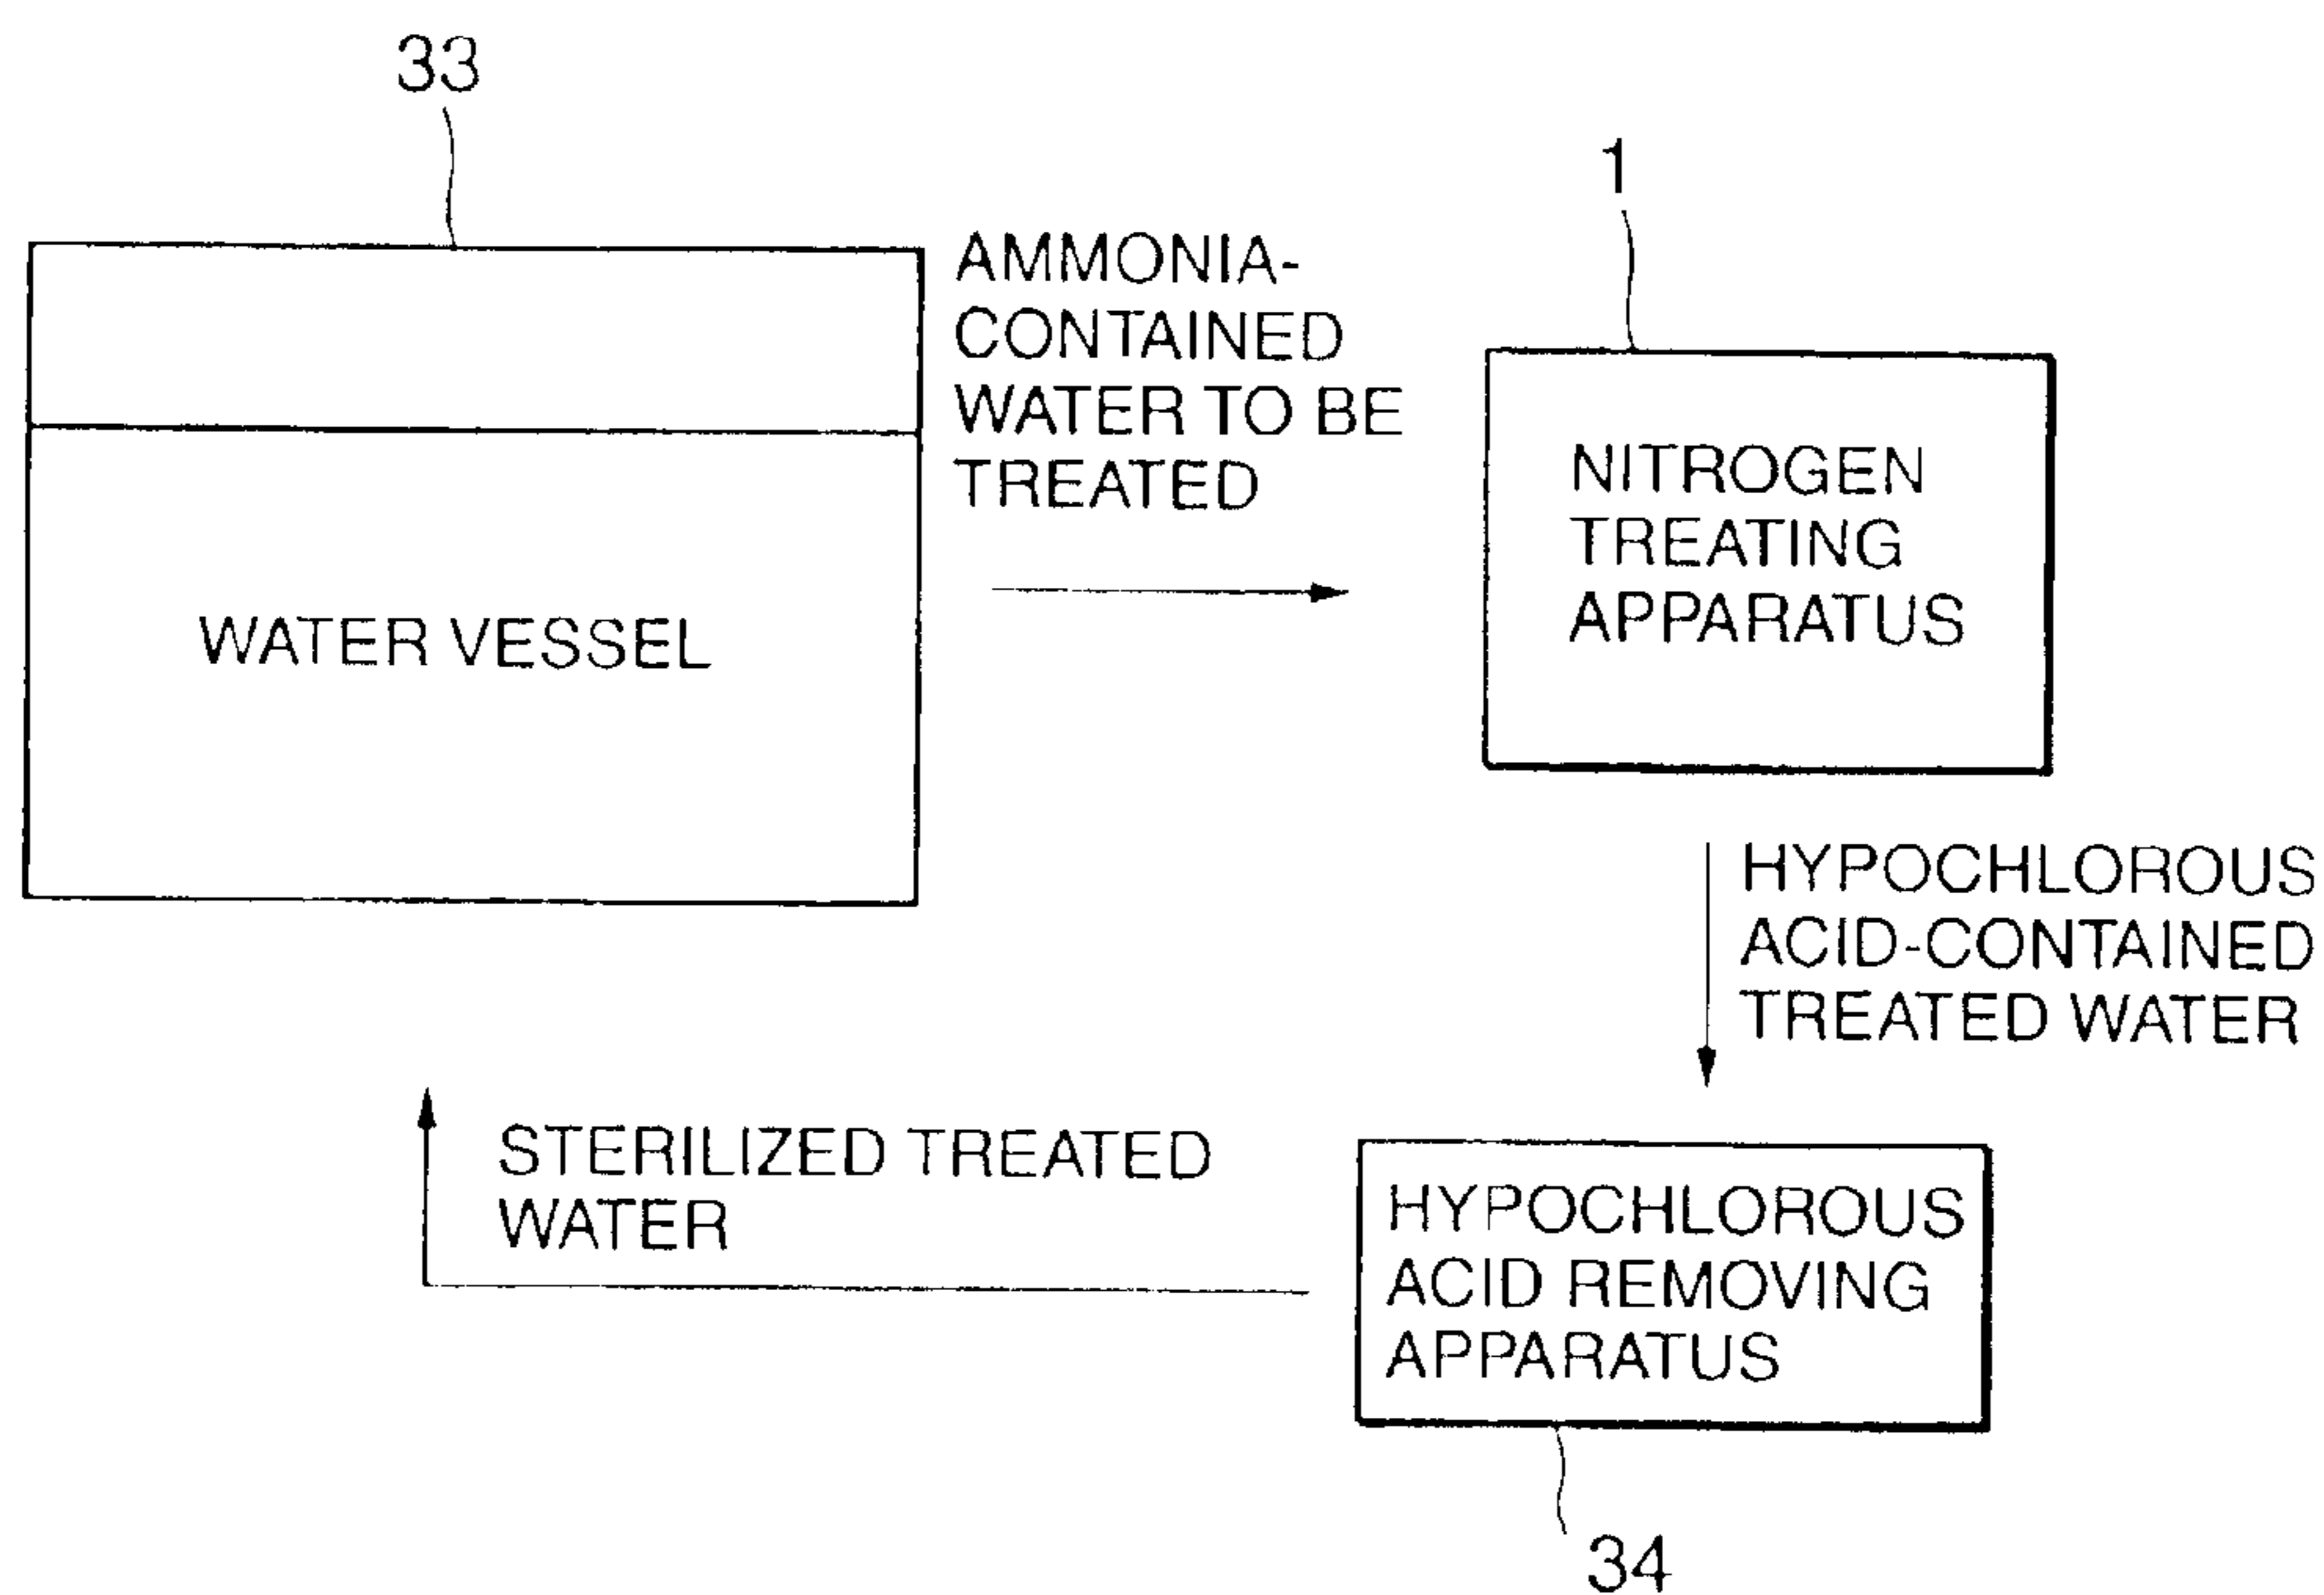 33
1
AMMONIA-
CONTAINED
WATER TO BE
TREATED
NITROGEN
TREATING
APPARATUS
WATER VESSEL
HYPOCHLOROUS
ACID-CONTAINED
TREATED WATER
STERILIZED TREATED
WATER
HYPOCHLOROUS
ACID REMOVING
APPARATUS
34